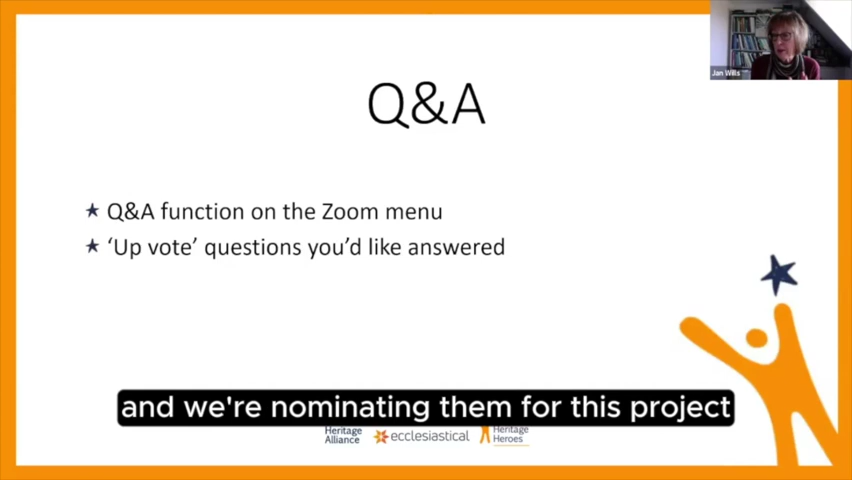 Jan Wills
Q&A
Q&A function on the Zoom menu
‘Up vote’ questions you’d like answered
and we're nominating them for this project
Heritage
Alliance
ecclesiastical
Heritage
Heroes